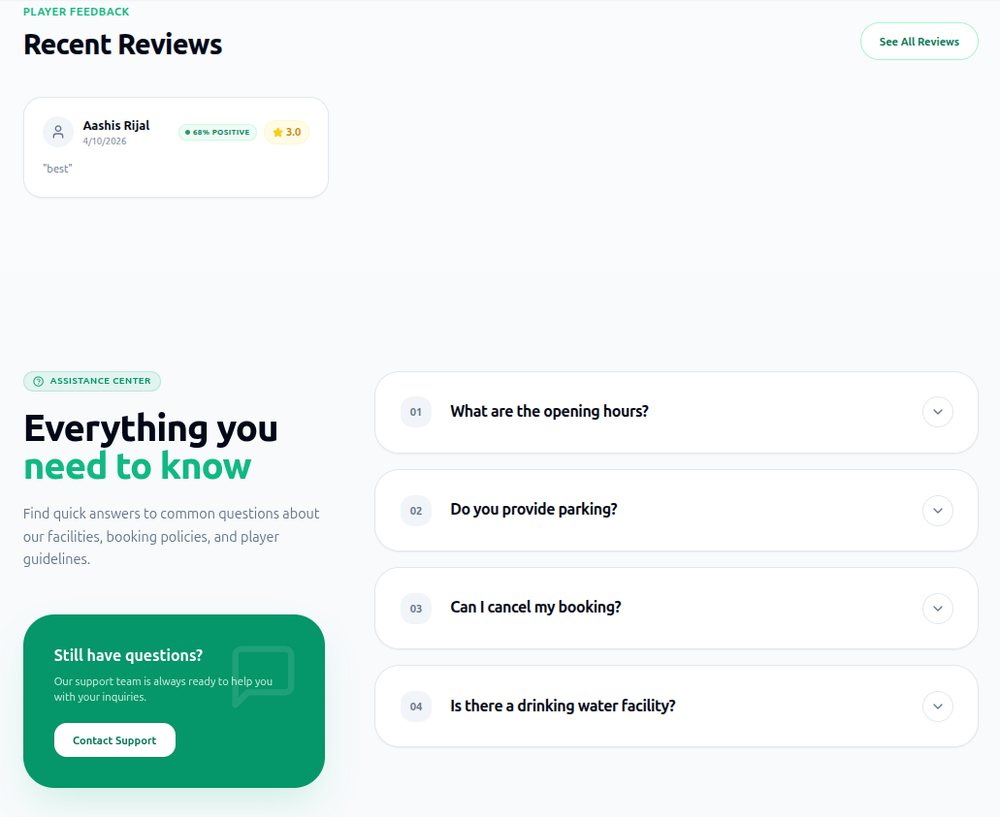 PLAYER FEEDBACK
Recent Reviews
See All Reviews
Aashis Rijal
4/10/2026
68% POSITIVE
3.0
"best"
ASSISTANCE CENTER
Everything you
need to know
Find quick answers to common questions about
our facilities, booking policies, and player
guidelines.
Still have questions?
Our support team is always ready to help you
with your inquiries.
Contact Support
01
What are the opening hours?
02
Do you provide parking?
03
Can I cancel my booking?
04
Is there a drinking water facility?